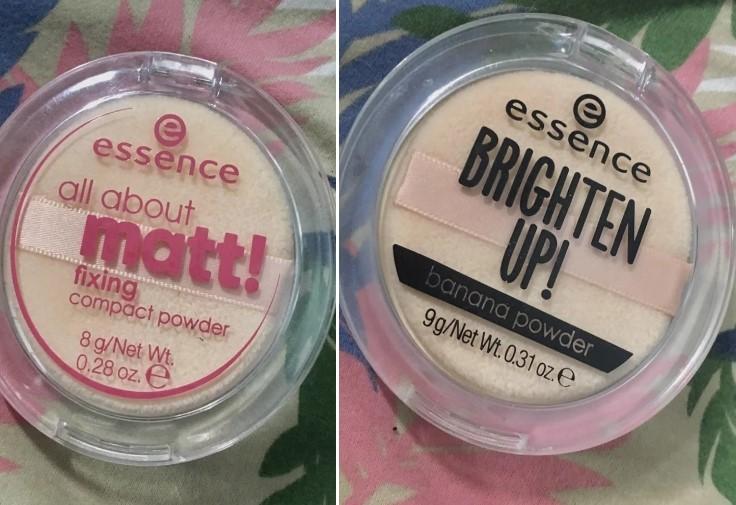 essence
all about
matt!
fixing
compact powder
8 g/Net Wt.
0.28 oz. ℮
essence
BRIGHTEN
UP!
banana powder
9 g/Net Wt. 0.31 oz. ℮